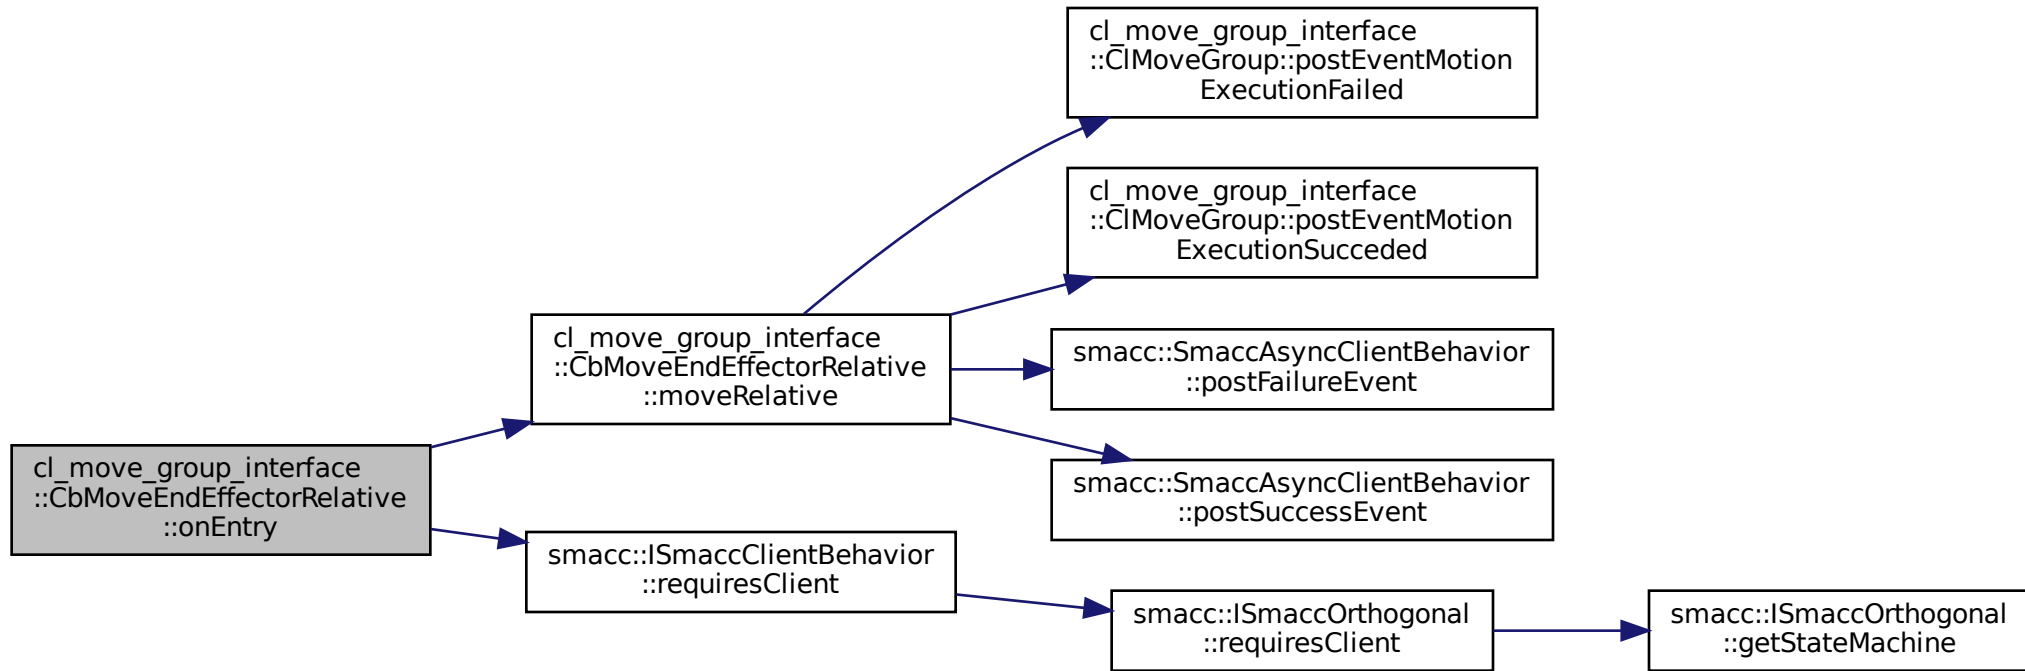 cl_move_group_interface
::ClMoveGroup::postEventMotion
ExecutionFailed
cl_move_group_interface
::ClMoveGroup::postEventMotion
ExecutionSucceded
cl_move_group_interface
::CbMoveEndEffectorRelative
::moveRelative
smacc::SmaccAsyncClientBehavior
::postFailureEvent
cl_move_group_interface
::CbMoveEndEffectorRelative
::onEntry
smacc::SmaccAsyncClientBehavior
::postSuccessEvent
smacc::ISmaccClientBehavior
::requiresClient
smacc::ISmaccOrthogonal
::requiresClient
smacc::ISmaccOrthogonal
::getStateMachine